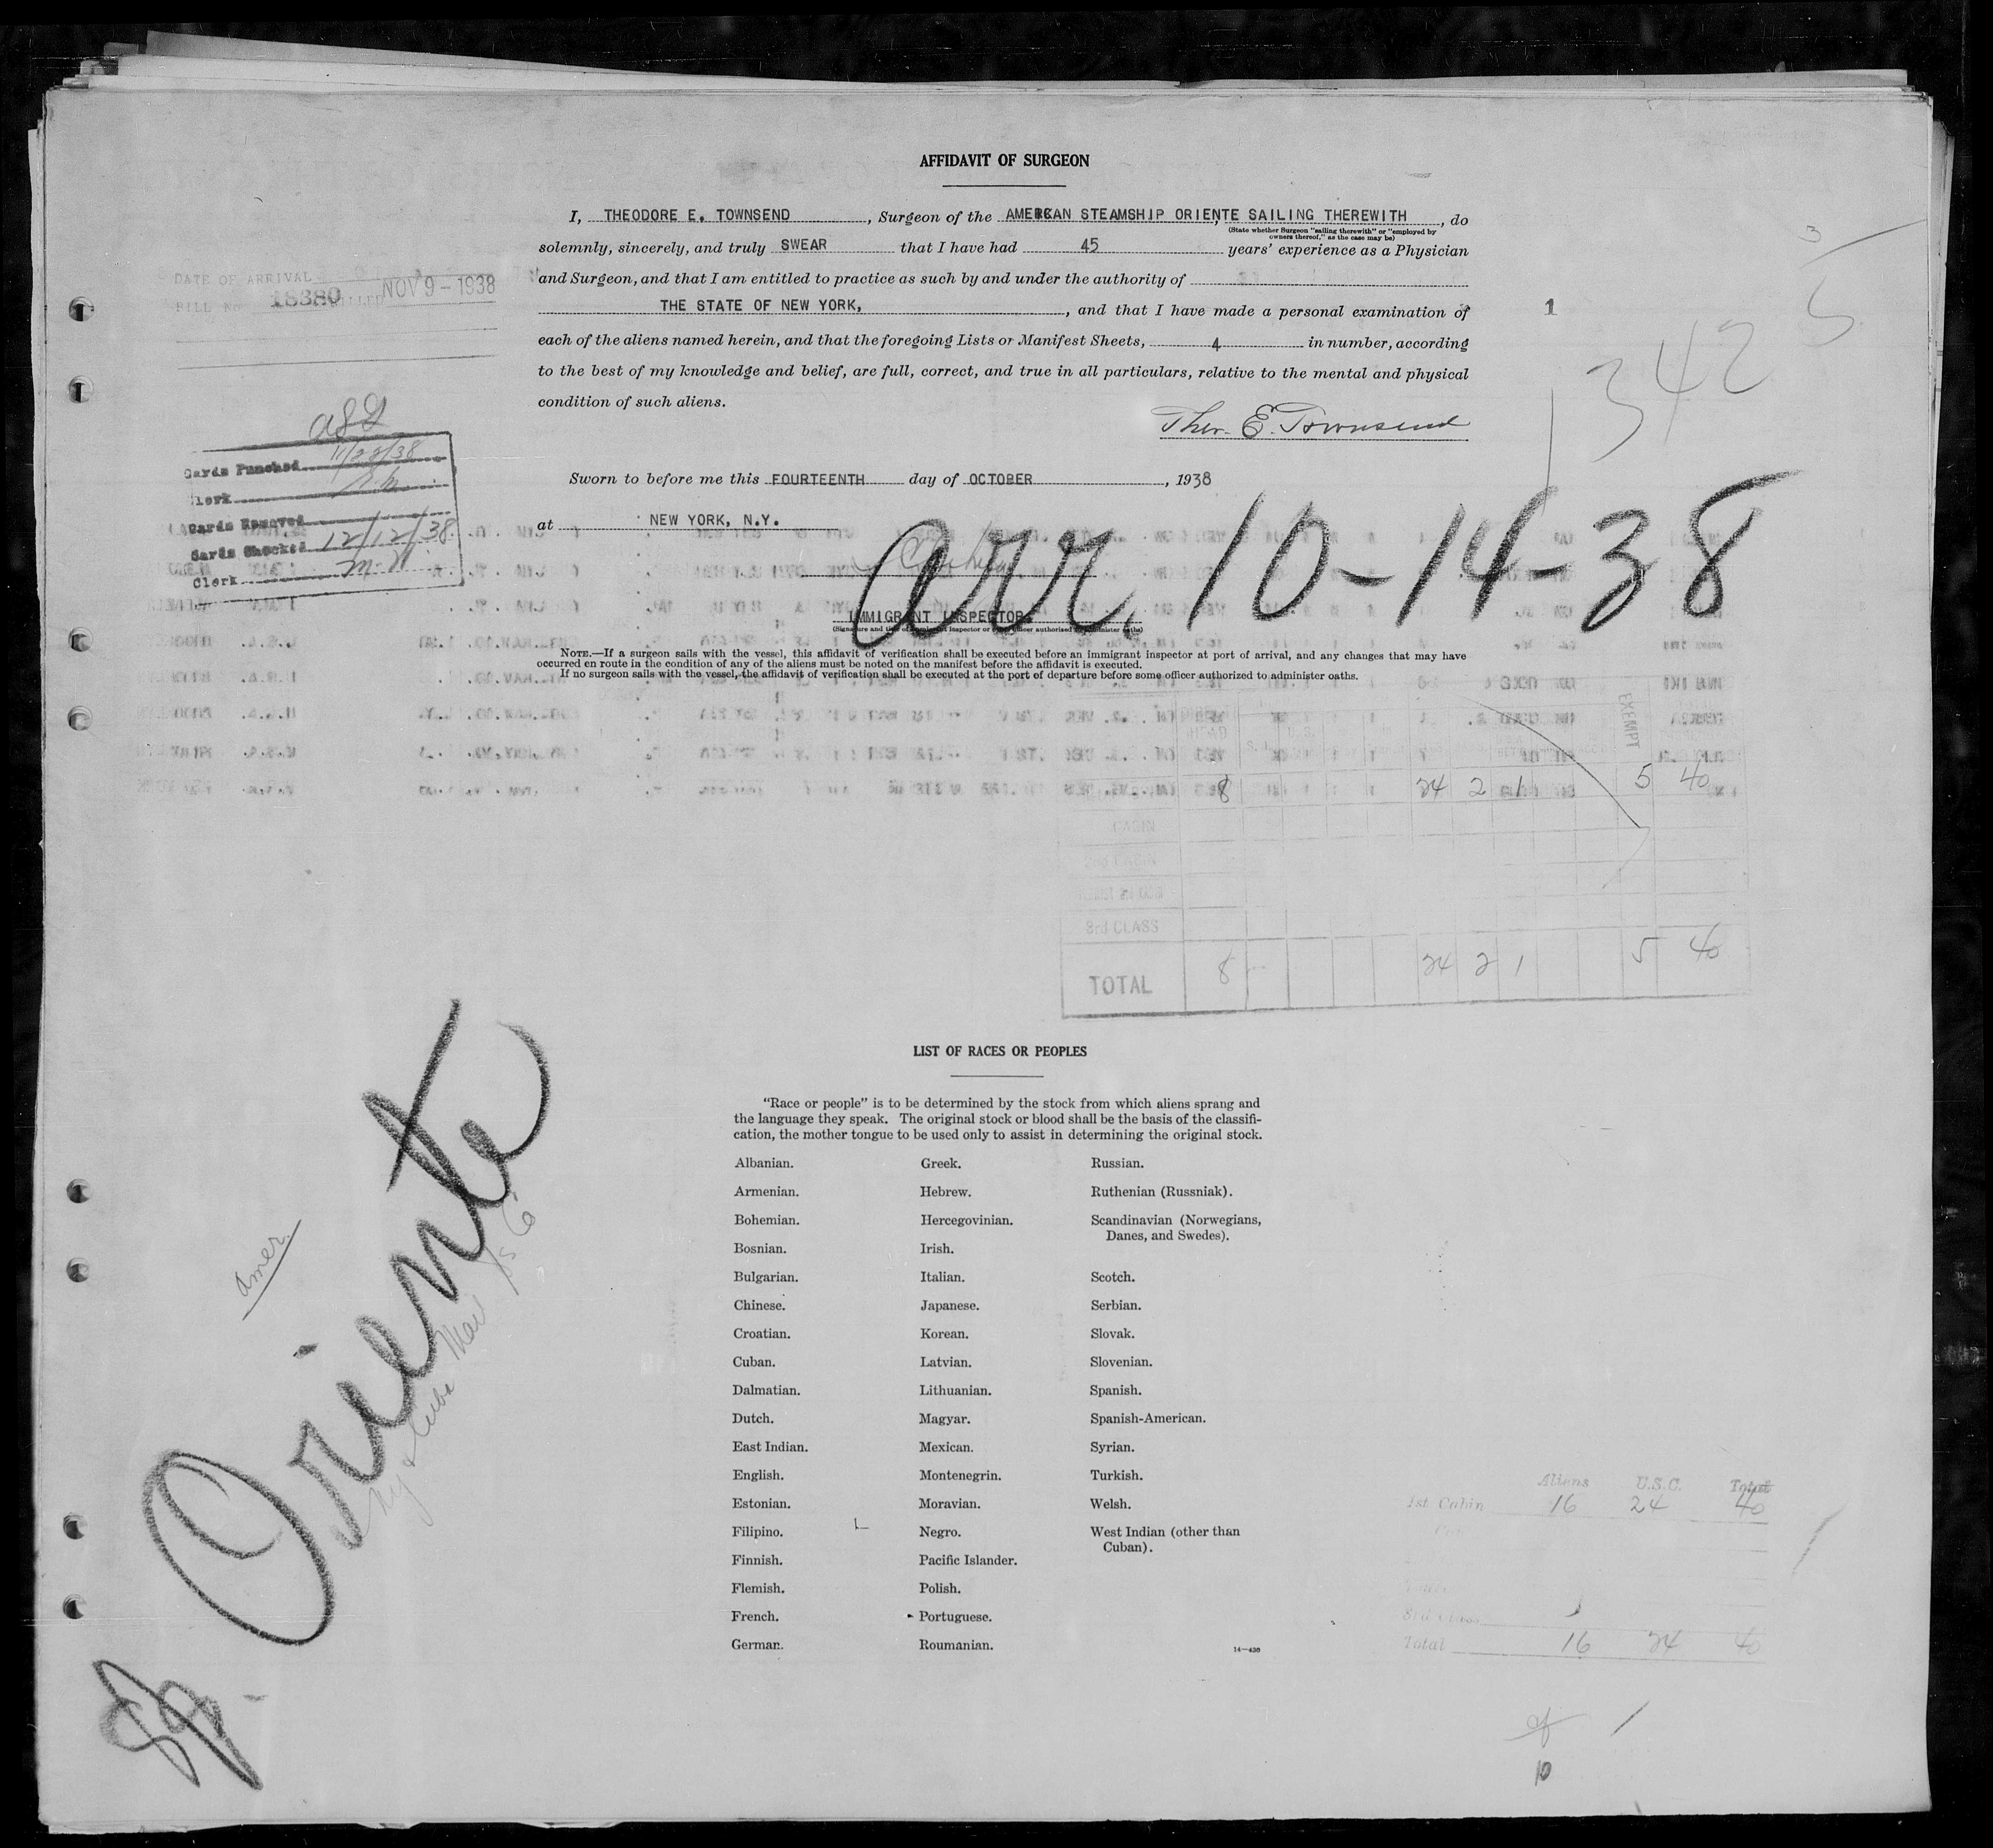 AFFIDAVIT OF SURGEON
I, THEODORE E. TOWNSEND, Surgeon of the AMERCAN STEAMSHIP ORIENTE, SAILING THEREWITH, do
(State whether Surgeon "sailing therewith" or "employed by
owners thereof," as the case may be)
solemnly, sincerely, and truly SWEAR that I have had 45 years' experience as a Physician
and Surgeon, and that I am entitled to practice as such by and under the authority of
THE STATE OF NEW YORK, , and that I have made a personal examination of
each of the aliens named herein, and that the foregoing Lists or Manifest Sheets, 4 in number, according
to the best of my knowledge and belief, are full, correct, and true in all particulars, relative to the mental and physical
condition of such aliens.
Theo. E. Townsend
Sworn to before me this FOURTEENTH day of OCTOBER, 1938
at NEW YORK, N.Y.
IMMIGRANT INSPECTOR
arr. 10-14-38
DATE OF ARRIVAL
BILL No. 18380 BILLED NOV 9-1938
1
3
5
342
Cards Punched 11/22/38
Clerk
Cards Removed
Cards Checked 12/12/38
Clerk
NOTE.—If a surgeon sails with the vessel, this affidavit of verification shall be executed before an immigrant inspector at port of arrival, and any changes that may have
occurred en route in the condition of any of the aliens must be noted on the manifest before the affidavit is executed.
If no surgeon sails with the vessel, the affidavit of verification shall be executed at the port of departure before some officer authorized to administer oaths.
HEAD
EXEMPT
8 24 2 1 5 40
CABIN
2nd CABIN
3rd CLASS
TOTAL 8 24 2 1 5 40
LIST OF RACES OR PEOPLES
"Race or people" is to be determined by the stock from which aliens sprang and
the language they speak. The original stock or blood shall be the basis of the classifi-
cation, the mother tongue to be used only to assist in determining the original stock.
Albanian.
Armenian.
Bohemian.
Bosnian.
Bulgarian.
Chinese.
Croatian.
Cuban.
Dalmatian.
Dutch.
East Indian.
English.
Estonian.
Filipino.
Finnish.
Flemish.
French.
German.
Greek.
Hebrew.
Hercegovinian.
Irish.
Italian.
Japanese.
Korean.
Latvian.
Lithuanian.
Magyar.
Mexican.
Montenegrin.
Moravian.
Negro.
Pacific Islander.
Polish.
Portuguese.
Roumanian.
Russian.
Ruthenian (Russniak).
Scandinavian (Norwegians,
Danes, and Swedes).
Scotch.
Serbian.
Slovak.
Slovenian.
Spanish.
Spanish-American.
Syrian.
Turkish.
Welsh.
West Indian (other than
Cuban).
14—430
Amer.
Oriente
NY & Cuba Mail SS Co
Aliens U.S.C. Total
1st Cabin 16 24 40
3rd Class
Total 16 24 40
10